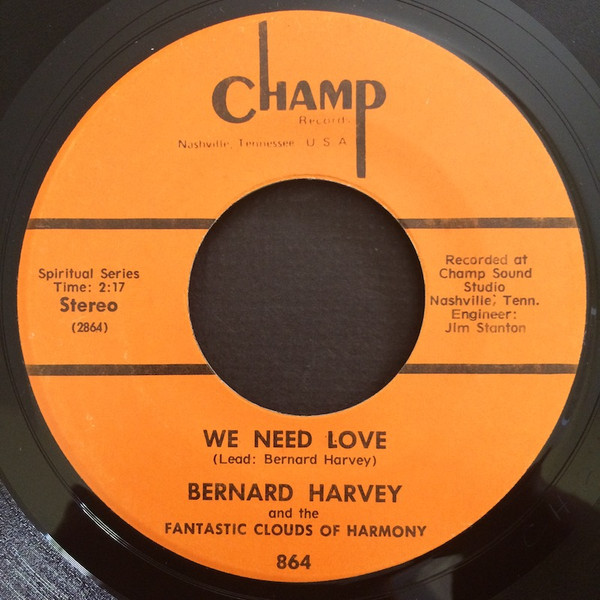 CHAMP
Records
Nashville, Tennessee U.S.A.
Spiritual Series
Time: 2:17
Stereo
(2864)
Recorded at
Champ Sound
Studio
Nashville, Tenn.
Engineer:
Jim Stanton
WE NEED LOVE
(Lead: Bernard Harvey)
BERNARD HARVEY
and the
FANTASTIC CLOUDS OF HARMONY
864